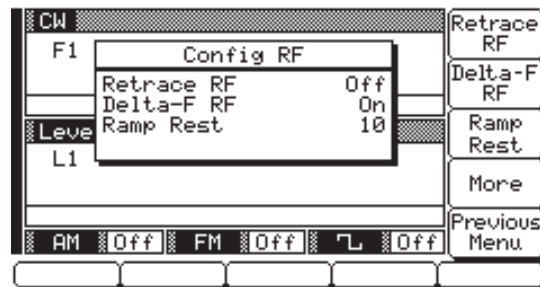 CW
F1
Config RF
Retrace RF Off
Delta-F RF On
Ramp Rest 10
Leve
L1
AM Off FM Off Off
Retrace
RF
Delta-F
RF
Ramp
Rest
More
Previous
Menu